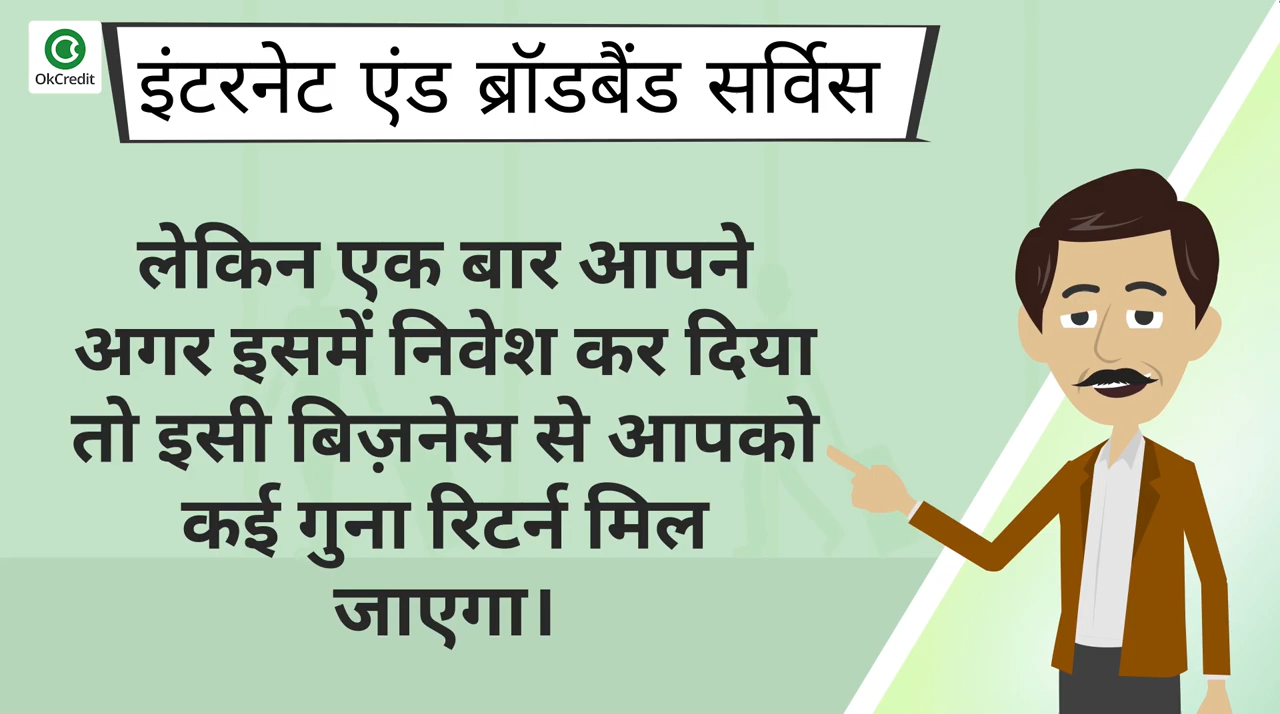 OkCredit
इंटरनेट एंड ब्रॉडबैंड सर्विस
लेकिन एक बार आपने
अगर इसमें निवेश कर दिया
तो इसी बिज़नेस से आपको
कई गुना रिटर्न मिल
जाएगा।